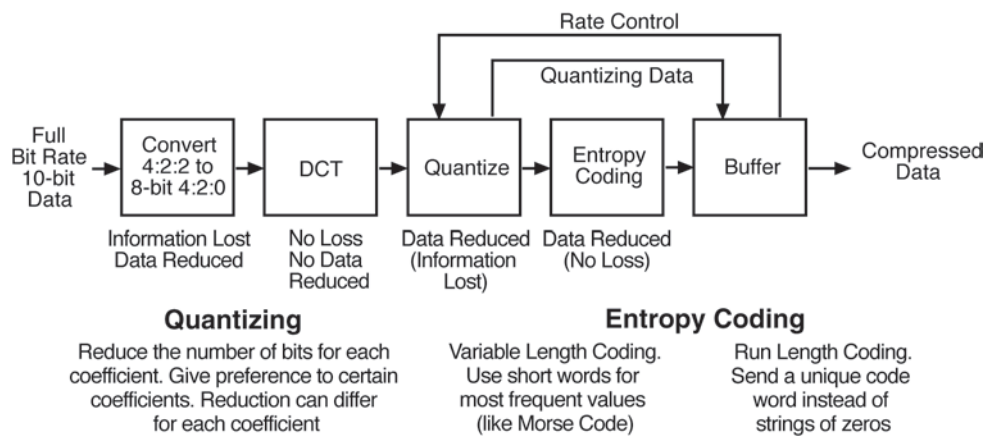 Rate Control
Quantizing Data
Full
Bit Rate
10-bit
Data
Convert
4:2:2 to
8-bit 4:2:0
DCT
Quantize
Entropy
Coding
Buffer
Compressed
Data
Information Lost
Data Reduced
No Loss
No Data
Reduced
Data Reduced
(Information
Lost)
Data Reduced
(No Loss)
Quantizing
Reduce the number of bits for each
coefficient. Give preference to certain
coefficients. Reduction can differ
for each coefficient
Entropy Coding
Variable Length Coding.
Use short words for
most frequent values
(like Morse Code)
Run Length Coding.
Send a unique code
word instead of
strings of zeros